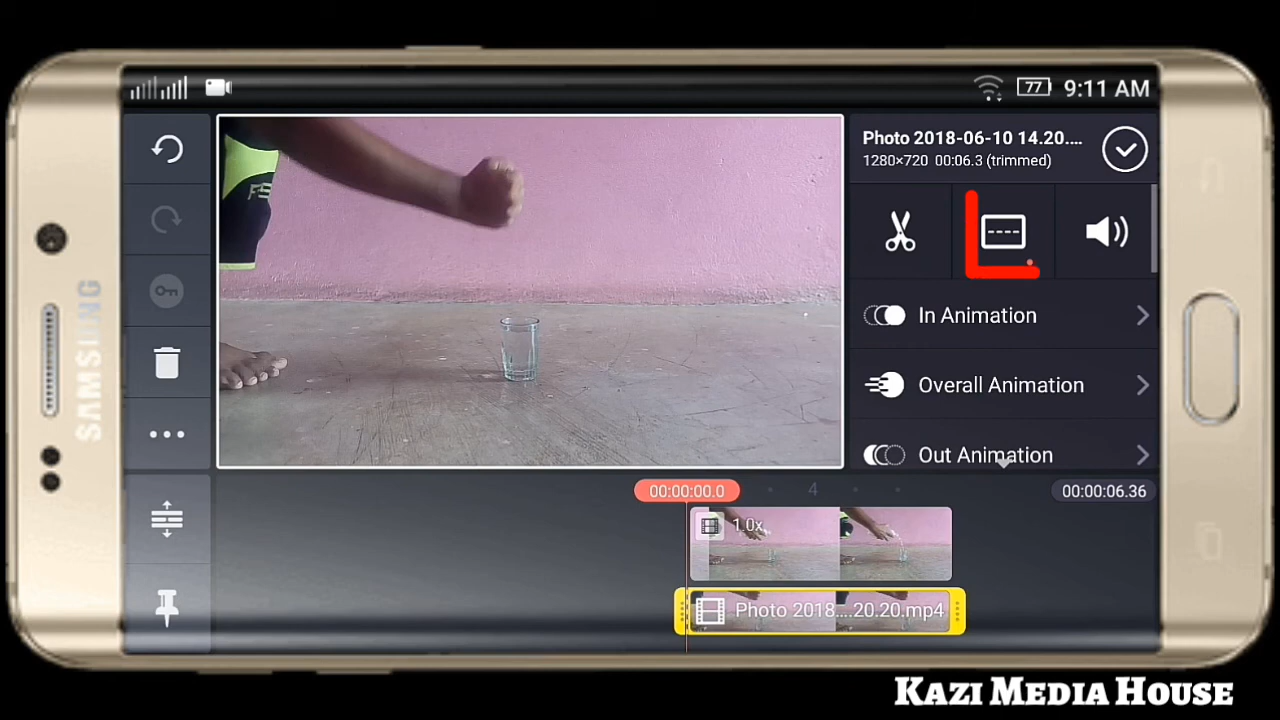 77 9:11 AM
SAMSUNG
Photo 2018-06-10 14.20....
1280×720 00:06.3 (trimmed)
FS
In Animation
Overall Animation
Out Animation
00:00:00.0
4
00:00:06.36
1.0x
Photo 2018....20.20.mp4
Kazi Media House